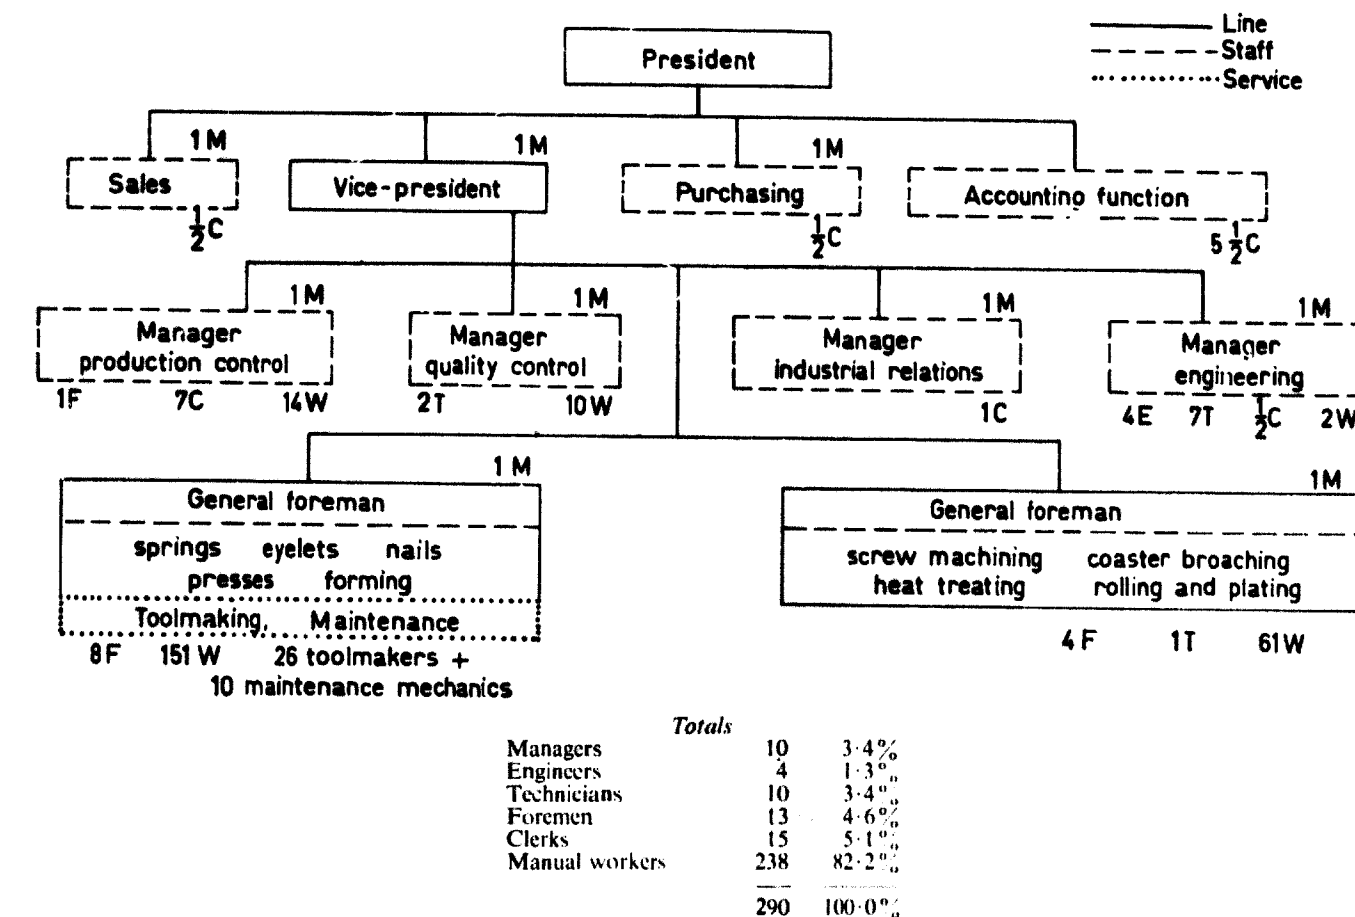 President
Line
Staff
Service
1M
1M
1M
Sales
Vice-president
Purchasing
Accounting function
½C
½C
5½C
1M
1M
1M
1M
Manager
production control
Manager
quality control
Manager
industrial relations
Manager
engineering
1F 7C 14W
2T 10W
1C
4E 7T ½C 2W
1M
General foreman
springs eyelets nails
presses forming
Toolmaking, Maintenance
8F 151W 26 toolmakers +
10 maintenance mechanics
1M
General foreman
screw machining coaster broaching
heat treating rolling and plating
4F 1T 61W
Totals
Managers 10 3·4%
Engineers 4 1·3%
Technicians 10 3·4%
Foremen 13 4·6%
Clerks 15 5·1%
Manual workers 238 82·2%
290 100·0%